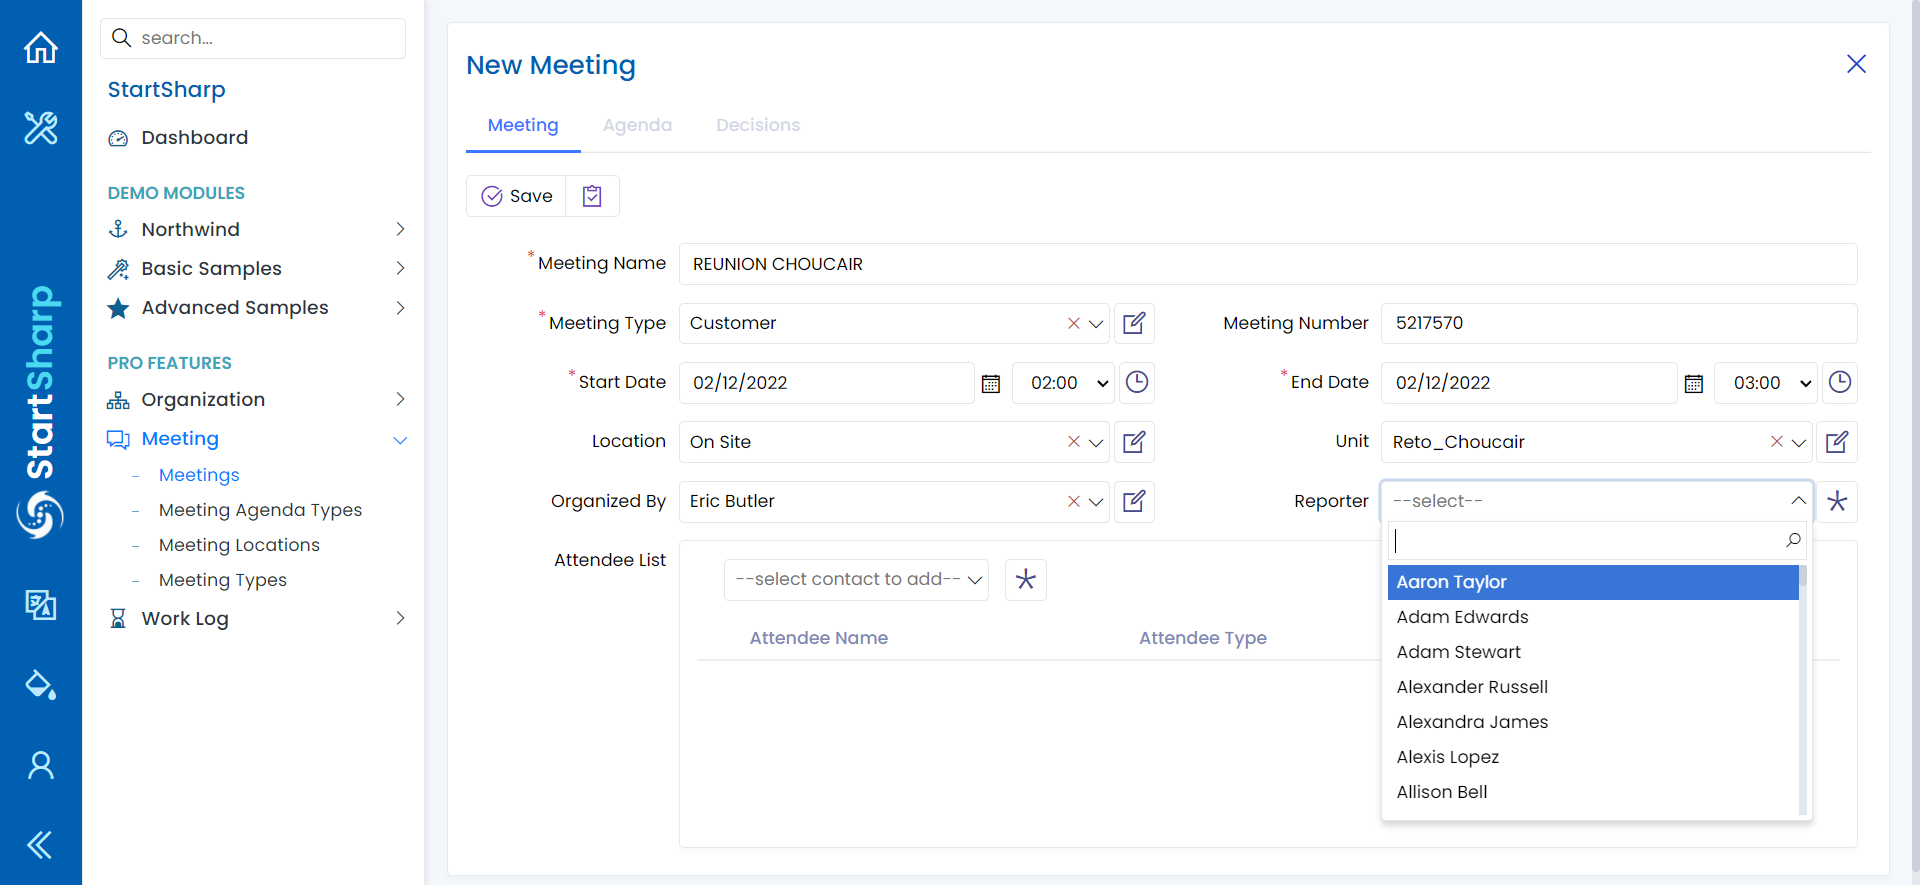 search...
StartSharp
Dashboard
DEMO MODULES
Northwind
Basic Samples
Advanced Samples
PRO FEATURES
Organization
Meeting
- Meetings
- Meeting Agenda Types
- Meeting Locations
- Meeting Types
Work Log
StartSharp
New Meeting
Meeting Agenda Decisions
Save
* Meeting Name REUNION CHOUCAIR
* Meeting Type Customer Meeting Number 5217570
* Start Date 02/12/2022 02:00 * End Date 02/12/2022 03:00
Location On Site Unit Reto_Choucair
Organized By Eric Butler Reporter --select--
Attendee List --select contact to add--
Attendee Name Attendee Type
Aaron Taylor
Adam Edwards
Adam Stewart
Alexander Russell
Alexandra James
Alexis Lopez
Allison Bell